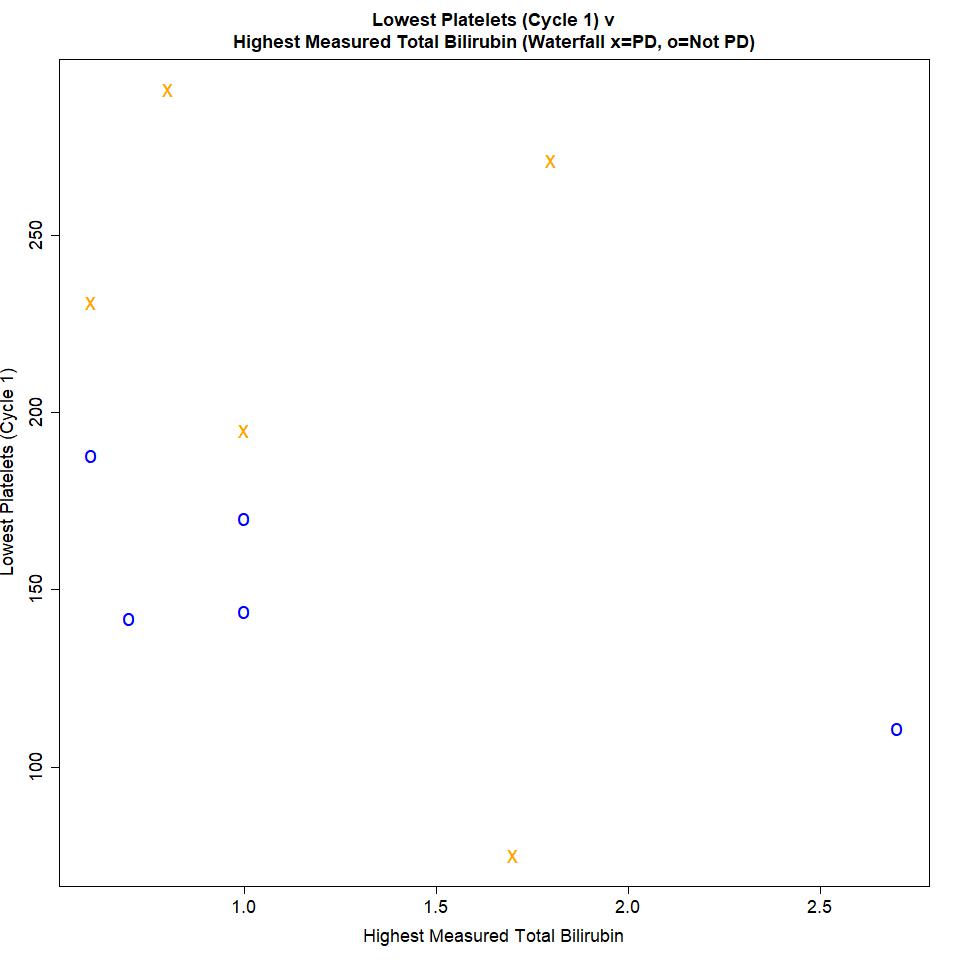 Lowest Platelets (Cycle 1) v
Highest Measured Total Bilirubin (Waterfall x=PD, o=Not PD)
Lowest Platelets (Cycle 1)
250
200
150
100
x
x
x
x
o
o
o
o
o
x
1.0
1.5
2.0
2.5
Highest Measured Total Bilirubin